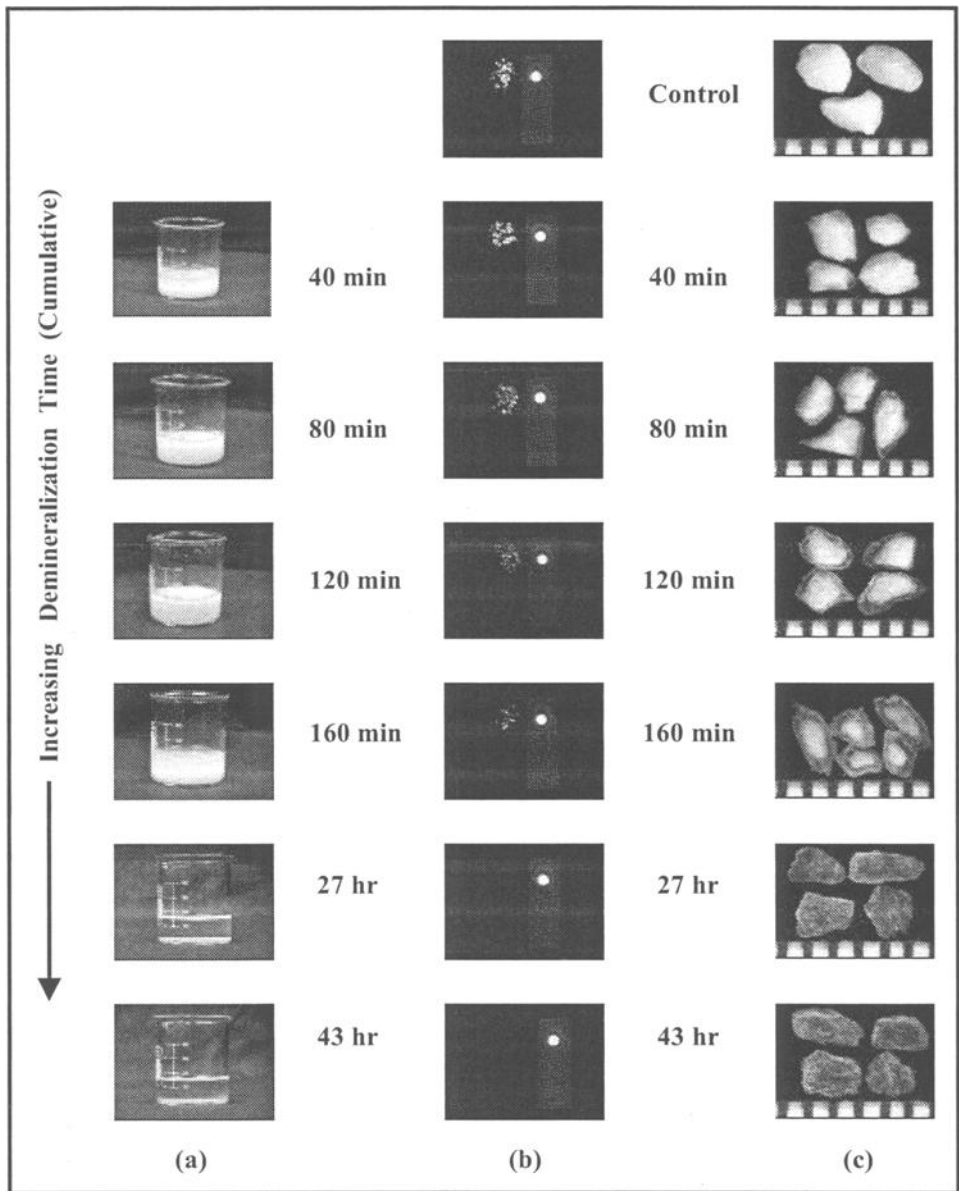 Control
Increasing Demineralization Time (Cumulative)
40 min
40 min
80 min
80 min
120 min
120 min
160 min
160 min
27 hr
27 hr
43 hr
43 hr
(a)
(b)
(c)